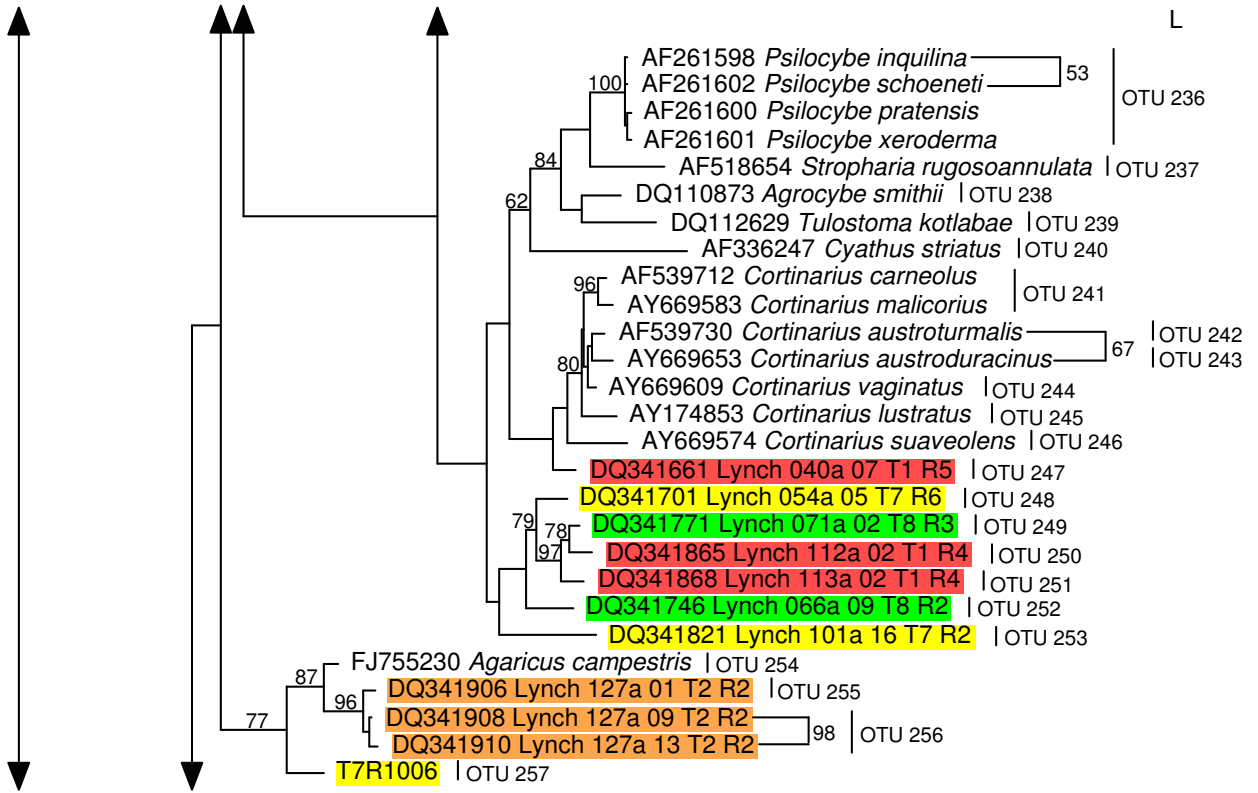 L
AF261598 Psilocybe inquilina
AF261602 Psilocybe schoeneti
53
100
AF261600 Psilocybe pratensis
OTU 236
AF261601 Psilocybe xeroderma
84
AF518654 Stropharia rugosoannulata OTU 237
DQ110873 Agrocybe smithii OTU 238
62
DQ112629 Tulostoma kotlabae OTU 239
AF336247 Cyathus striatus OTU 240
AF539712 Cortinarius carneolus
96
OTU 241
AY669583 Cortinarius malicorius
AF539730 Cortinarius austroturmalis OTU 242
67
AY669653 Cortinarius austroduracinus OTU 243
80
AY669609 Cortinarius vaginatus OTU 244
AY174853 Cortinarius lustratus OTU 245
AY669574 Cortinarius suaveolens OTU 246
DQ341661 Lynch 040a 07 T1 R5 OTU 247
DQ341701 Lynch 054a 05 T7 R6 OTU 248
79
DQ341771 Lynch 071a 02 T8 R3 OTU 249
78
97
DQ341865 Lynch 112a 02 T1 R4 OTU 250
DQ341868 Lynch 113a 02 T1 R4 OTU 251
DQ341746 Lynch 066a 09 T8 R2 OTU 252
DQ341821 Lynch 101a 16 T7 R2 OTU 253
FJ755230 Agaricus campestris OTU 254
87
DQ341906 Lynch 127a 01 T2 R2 OTU 255
96
DQ341908 Lynch 127a 09 T2 R2
77
98
OTU 256
DQ341910 Lynch 127a 13 T2 R2
T7R1006 OTU 257